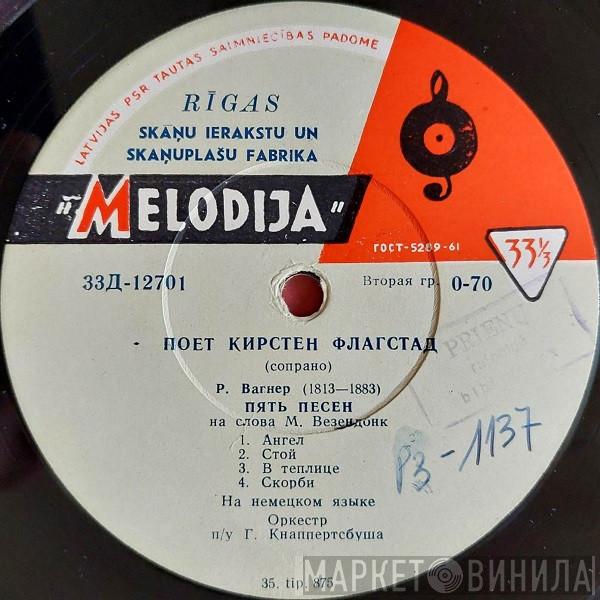 LATVIJAS PSR TAUTAS SAIMNIECĪBAS PADOME
RĪGAS
SKAŅU IERAKSTU UN
SKAŅUPLAŠU FABRIKA
"MELODIJA"
ГОСТ-5289-61
33⅓
33Д-12701
Вторая гр. 0-70
ПОЕТ КИРСТЕН ФЛАГСТАД
(сопрано)
Р. Вагнер (1813—1883)
ПЯТЬ ПЕСЕН
на слова М. Везендонк
1. Ангел
2. Стой
3. В теплице
4. Скорби
На немецком языке
Оркестр
п/у Г. Кнаппертсбуша
PRIENŲ
P3-1137
35. tip. 875
МАРКЕТ ВИНИЛА